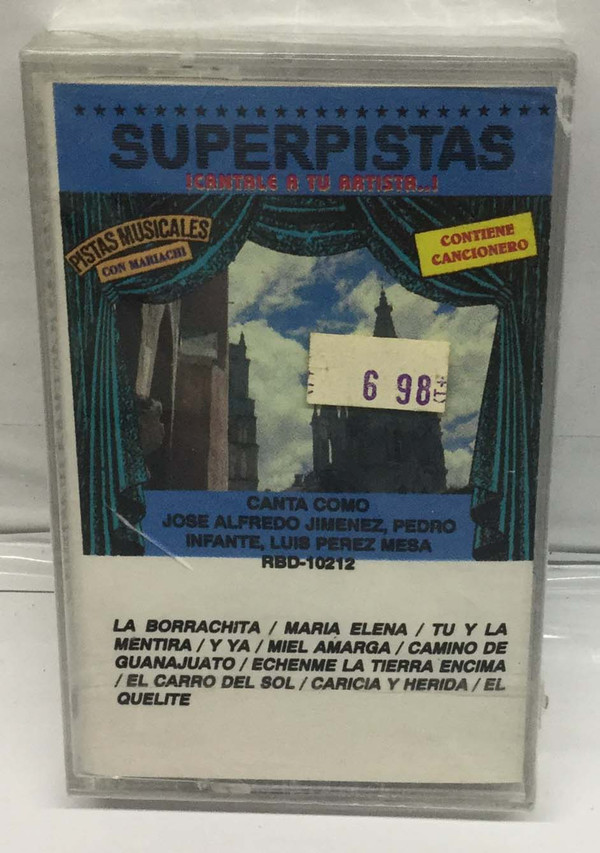 SUPERPISTAS
¡CANTALE A TU ARTISTA..!
PISTAS MUSICALES
CON MARIACHI
CONTIENE
CANCIONERO
6 98
CANTA COMO
JOSE ALFREDO JIMENEZ, PEDRO
INFANTE, LUIS PEREZ MESA
RBD-10212
LA BORRACHITA / MARIA ELENA / TU Y LA
MENTIRA / Y YA / MIEL AMARGA / CAMINO DE
GUANAJUATO / ECHENME LA TIERRA ENCIMA
/ EL CARRO DEL SOL / CARICIA Y HERIDA / EL
QUELITE